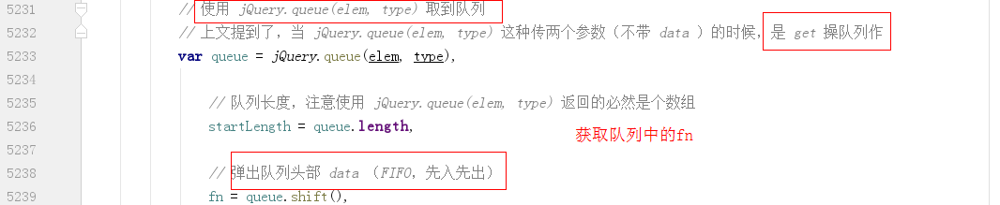 5231 // 使用 jQuery.queue(elem, type) 取到队列
5232 // 上文提到了，当 jQuery.queue(elem, type) 这种传两个参数（不带 data ）的时候，是 get 操队列作
5233 var queue = jQuery.queue(elem, type),
5234
5235 // 队列长度，注意使用 jQuery.queue(elem, type) 返回的必然是个数组
5236 startLength = queue.length,
获取队列中的fn
5237
5238 // 弹出队列头部 data （FIFO，先入先出）
5239 fn = queue.shift(),